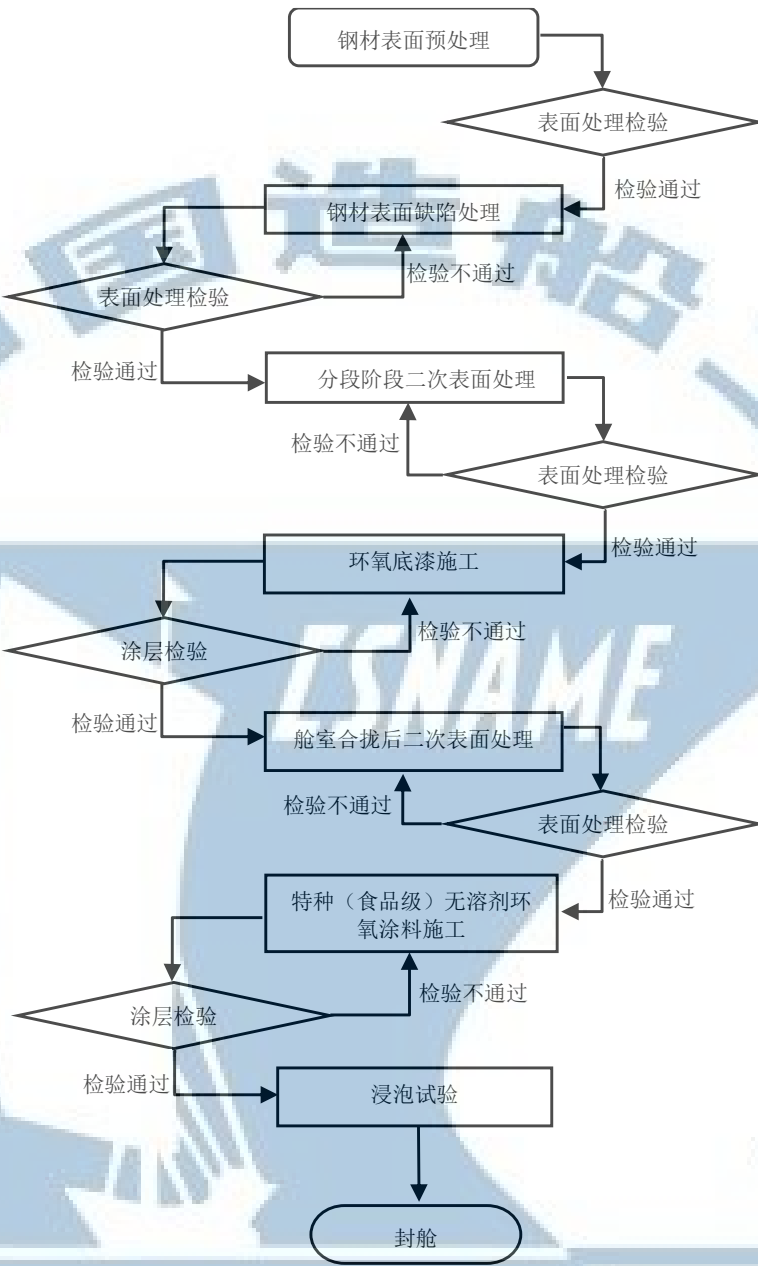 钢材表面预处理
表面处理检验
检验通过
钢材表面缺陷处理
检验不通过
表面处理检验
检验通过
分段阶段二次表面处理
检验不通过
表面处理检验
检验通过
环氧底漆施工
检验不通过
涂层检验
检验通过
舱室合拢后二次表面处理
检验不通过
表面处理检验
检验通过
特种（食品级）无溶剂环
氧涂料施工
检验不通过
涂层检验
检验通过
浸泡试验
封舱
国造船
CSNAME